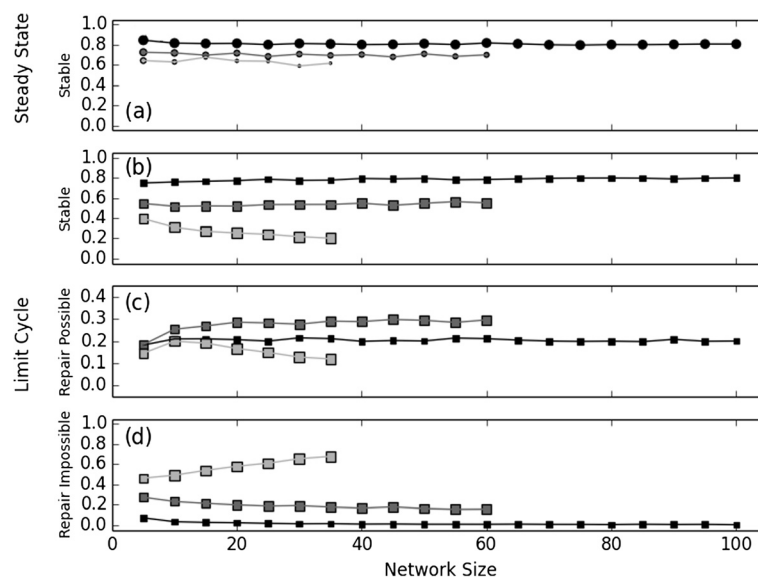 Steady State
Stable
1.0
0.8
0.6
0.4
0.2
0.0
(a)
Limit Cycle
Stable
1.0
0.8
0.6
0.4
0.2
0.0
(b)
Repair Possible
0.4
0.3
0.2
0.1
0.0
(c)
Repair Impossible
1.0
0.8
0.6
0.4
0.2
0.0
(d)
0 20 40 60 80 100
Network Size